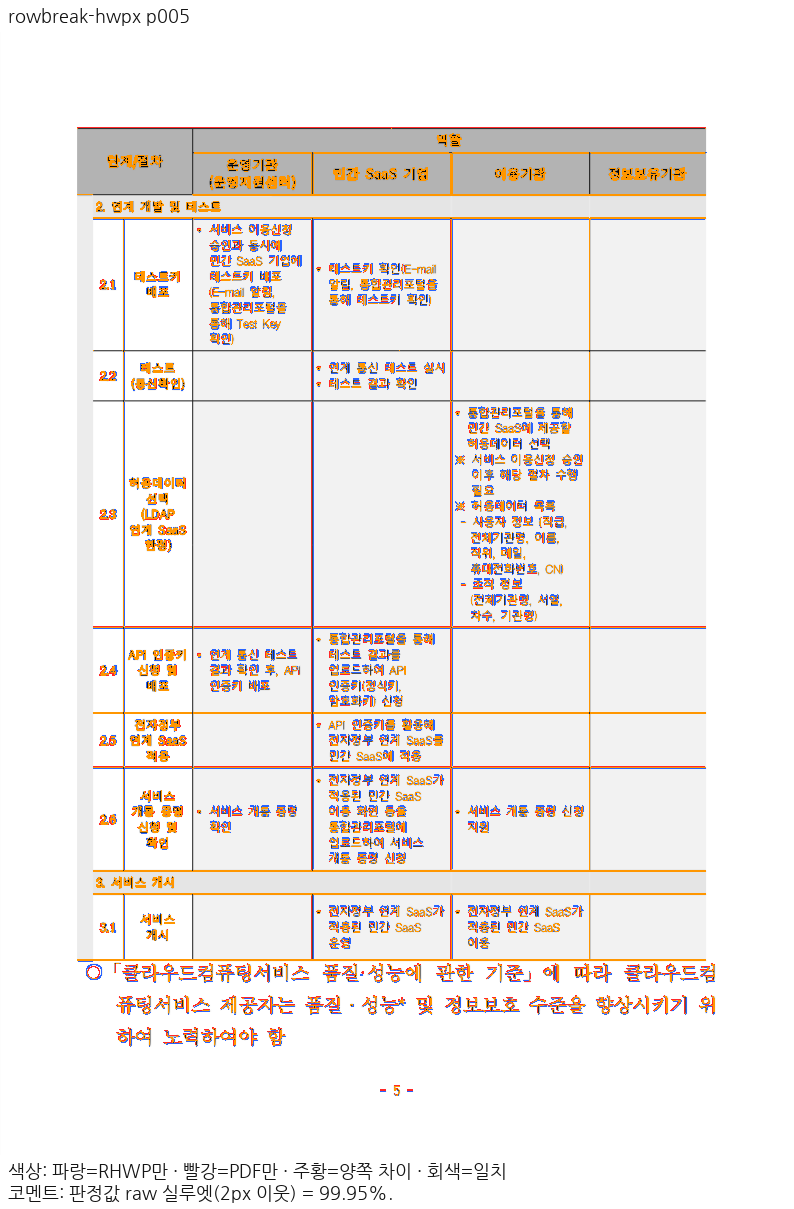 rowbreak-hwpx p005
역할
단계/절차
운영기관
(운영지원센터)
민간 SaaS 기업
이용기관
정보보유기관
2. 연계 개발 및 테스트
2.1
테스트키
배포
• 서비스 이용신청
승인과 동시에
민간 SaaS 기업에
테스트키 배포
(E-mail 알림,
통합관리포털을
통해 Test Key
확인)
• 테스트키 확인(E-mail
알림, 통합관리포털을
통해 테스트키 확인)
2.2
테스트
(통신확인)
• 연계 통신 테스트 실시
• 테스트 결과 확인
2.3
허용데이터
선택
(LDAP
연계 SaaS
한정)
• 통합관리포털을 통해
민간 SaaS에 제공할
허용데이터 선택
※ 서비스 이용신청 승인
이후 해당 절차 수행
필요
※ 허용데이터 목록
- 사용자 정보 (직급,
전체기관명, 이름,
직위, 메일,
휴대전화번호, CN)
- 조직 정보
(전체기관명, 서열,
차수, 기관명)
2.4
API 인증키
신청 및
배포
• 연계 통신 테스트
결과 확인 후, API
인증키 배포
• 통합관리포털을 통해
테스트 결과를
업로드하여 API
인증키(정식키,
암호화키) 신청
2.5
전자정부
연계 SaaS
적용
• API 인증키를 활용해
전자정부 연계 SaaS를
민간 SaaS에 적용
2.6
서비스
개통 증명
신청 및
확인
• 서비스 개통 증명
확인
• 전자정부 연계 SaaS가
적용된 민간 SaaS
이용 화면 등을
통합관리포털에
업로드하여 서비스
개통 증명 신청
• 서비스 개통 증명 신청
지원
3. 서비스 개시
3.1
서비스
개시
• 전자정부 연계 SaaS가
적용된 민간 SaaS
운영
• 전자정부 연계 SaaS가
적용된 민간 SaaS
이용
○ 「클라우드컴퓨팅서비스 품질·성능에 관한 기준」에 따라 클라우드컴
퓨팅서비스 제공자는 품질·성능* 및 정보보호 수준을 향상시키기 위
하여 노력하여야 함
- 5 -
색상: 파랑=RHWP만 · 빨강=PDF만 · 주황=양쪽 차이 · 회색=일치
코멘트: 판정값 raw 실루엣(2px 이웃) = 99.95%.